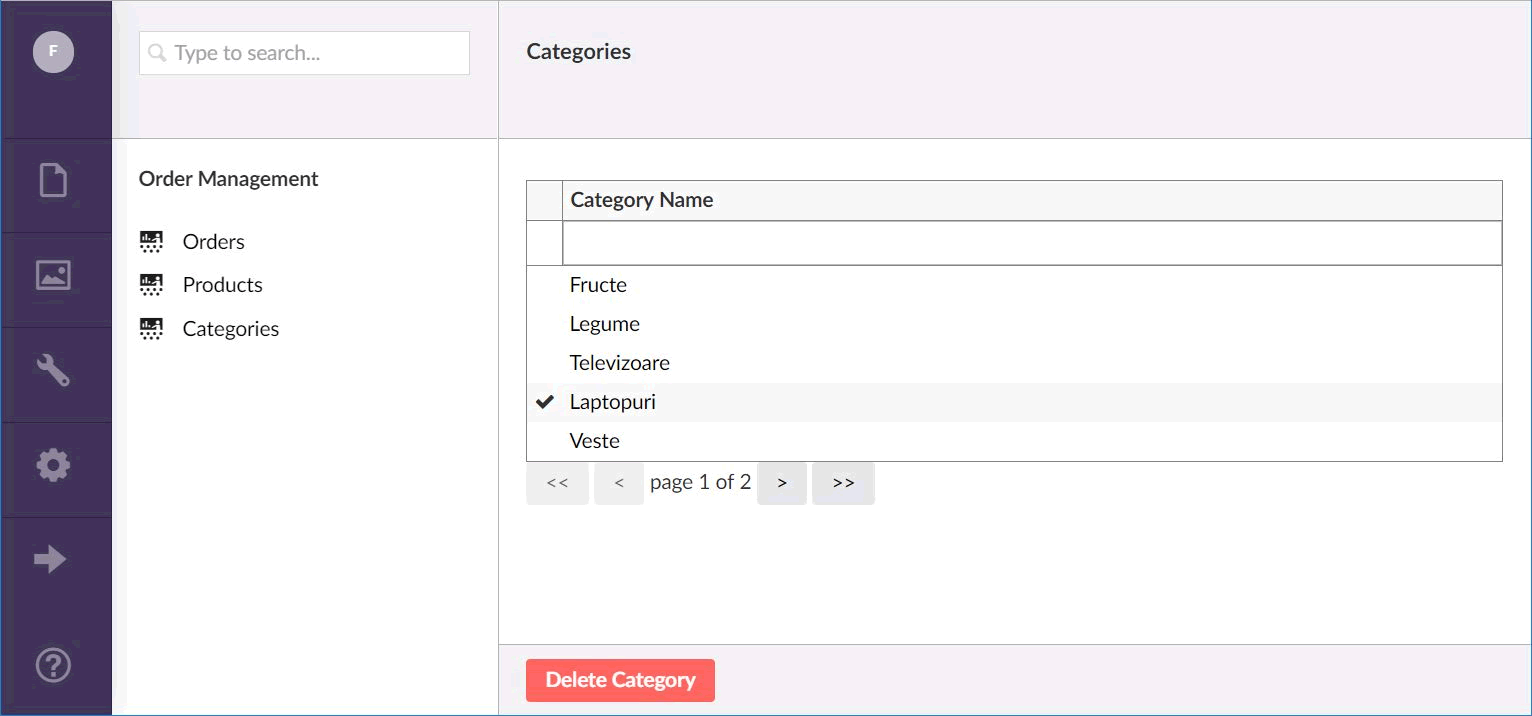 F
Type to search...
Categories
Order Management
Orders
Products
Categories
Category Name
Fructe
Legume
Televizoare
Laptopuri
Veste
<< < page 1 of 2 > >>
Delete Category